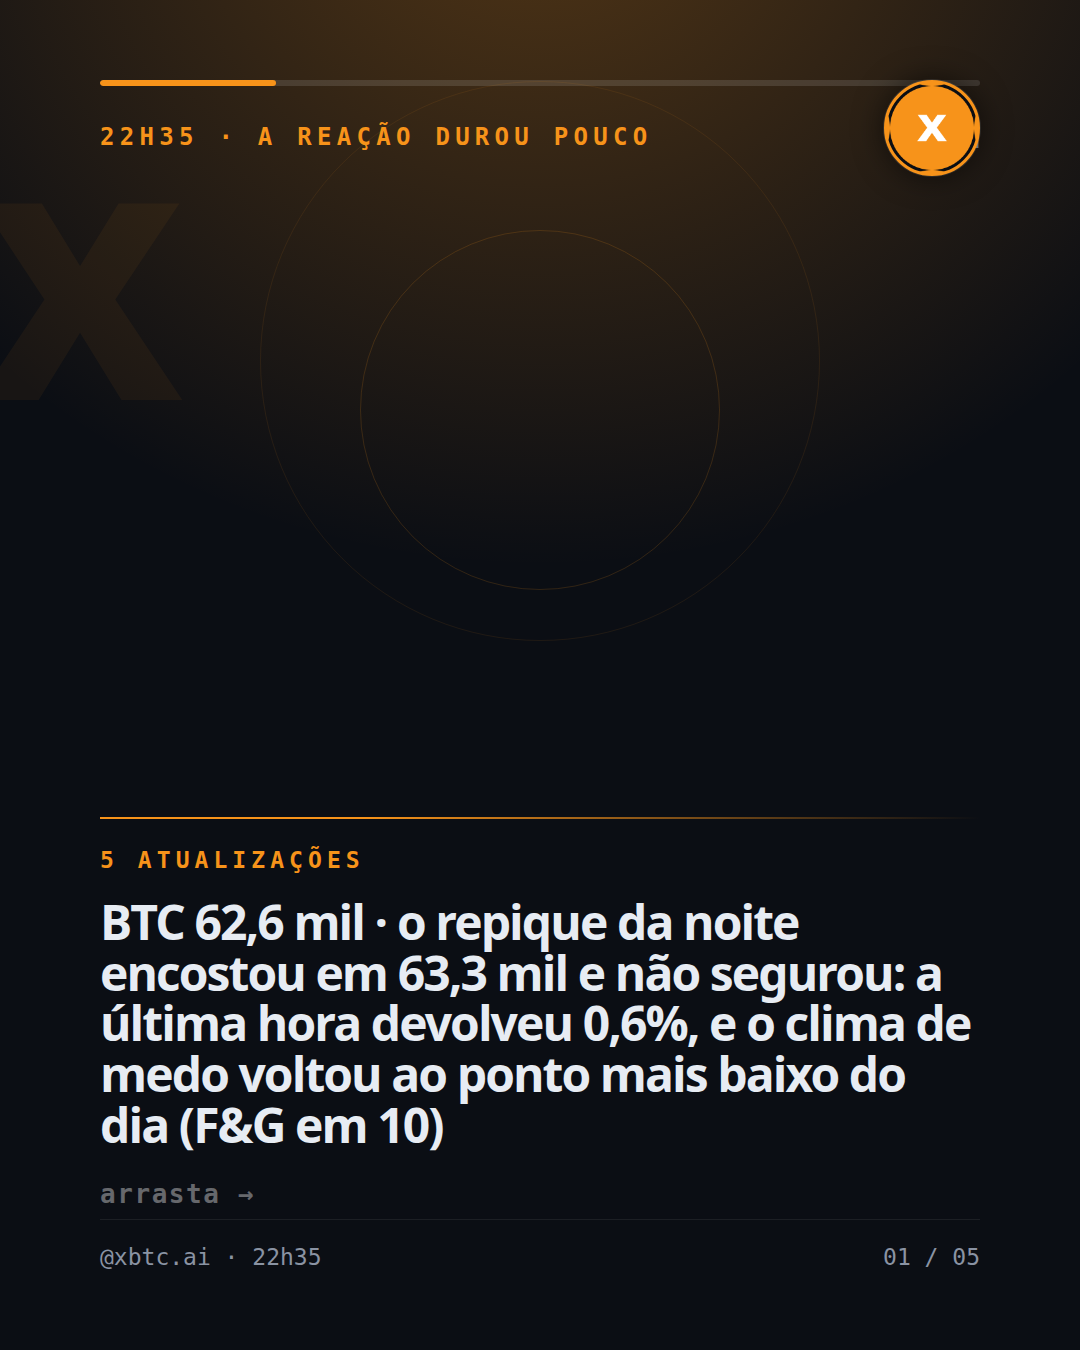 22H35 · A REAÇÃO DUROU POUCO
X
X
5 ATUALIZAÇÕES
BTC 62,6 mil · o repique da noite
encostou em 63,3 mil e não segurou: a
última hora devolveu 0,6%, e o clima de
medo voltou ao ponto mais baixo do
dia (F&G em 10)
arrasta →
@xbtc.ai · 22h35
01 / 05